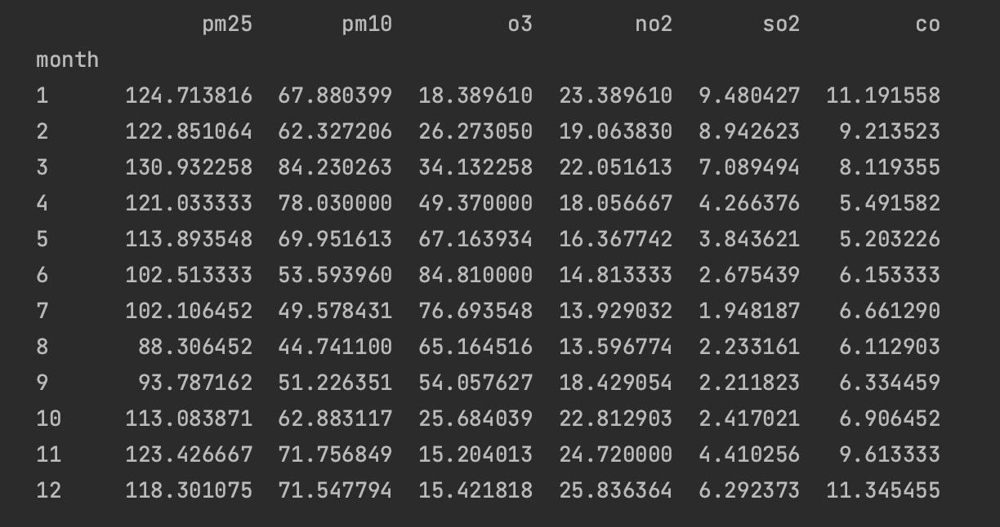 pm25 pm10 o3 no2 so2 co
month
1 124.713816 67.880399 18.389610 23.389610 9.480427 11.191558
2 122.851064 62.327206 26.273050 19.063830 8.942623 9.213523
3 130.932258 84.230263 34.132258 22.051613 7.089494 8.119355
4 121.033333 78.030000 49.370000 18.056667 4.266376 5.491582
5 113.893548 69.951613 67.163934 16.367742 3.843621 5.203226
6 102.513333 53.593960 84.810000 14.813333 2.675439 6.153333
7 102.106452 49.578431 76.693548 13.929032 1.948187 6.661290
8 88.306452 44.741100 65.164516 13.596774 2.233161 6.112903
9 93.787162 51.226351 54.057627 18.429054 2.211823 6.334459
10 113.083871 62.883117 25.684039 22.812903 2.417021 6.906452
11 123.426667 71.756849 15.204013 24.720000 4.410256 9.613333
12 118.301075 71.547794 15.421818 25.836364 6.292373 11.345455